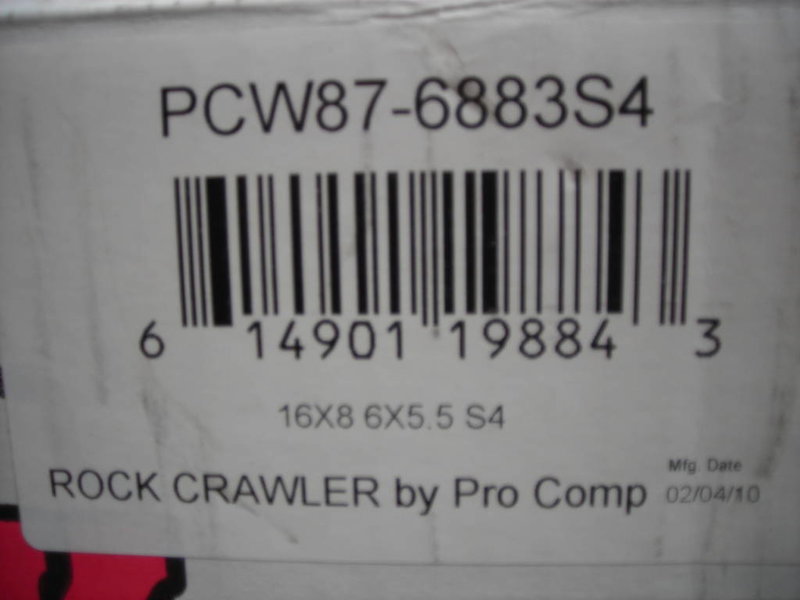 PCW87-6883S4
6 14901 19884 3
16X8 6X5.5 S4
Mfg. Date
ROCK CRAWLER by Pro Comp 02/04/10